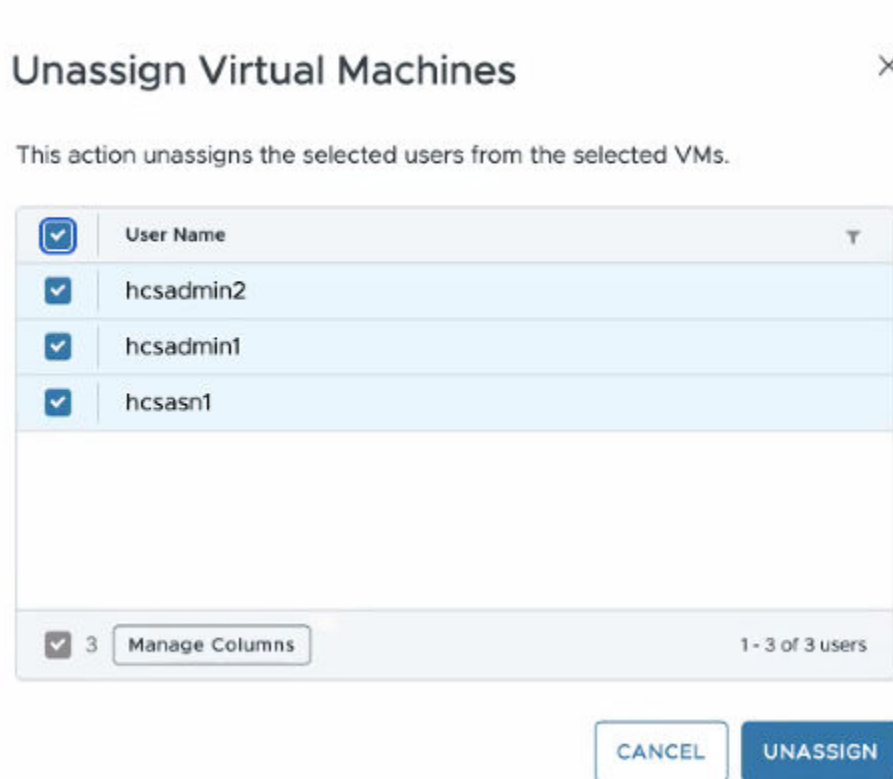 Unassign Virtual Machines
This action unassigns the selected users from the selected VMs.
User Name
hcsadmin2
hcsadmin1
hcsasn1
3 Manage Columns 1 - 3 of 3 users
CANCEL UNASSIGN